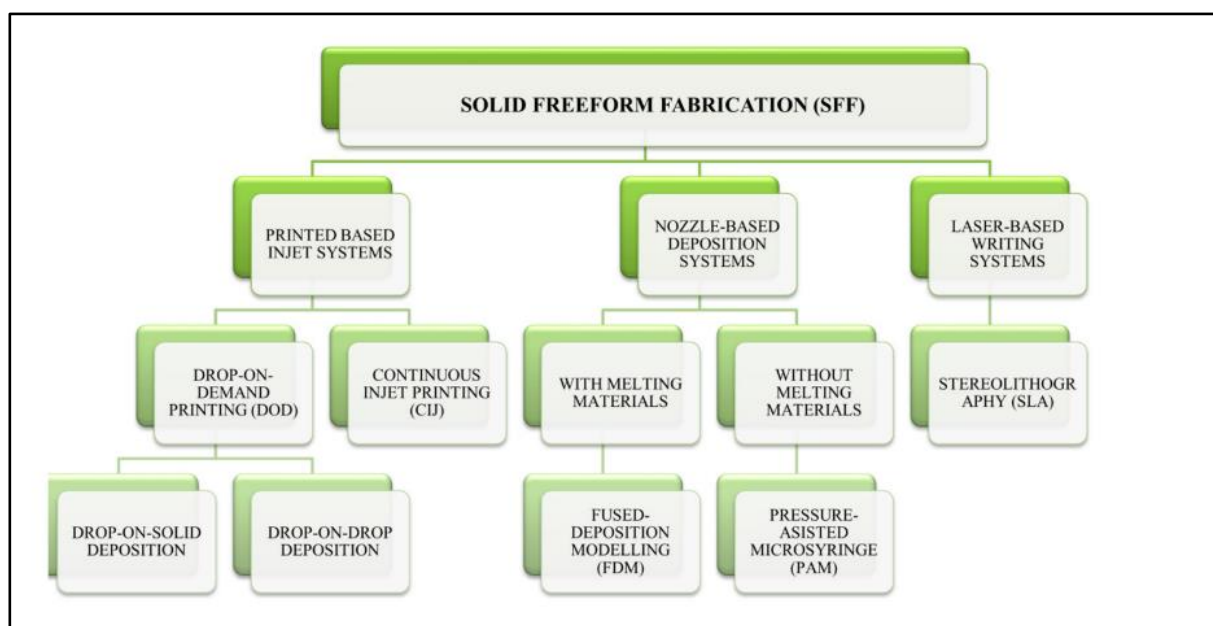 SOLID FREEFORM FABRICATION (SFF)
PRINTED BASED
INJET SYSTEMS
NOZZLE-BASED
DEPOSITION
SYSTEMS
LASER-BASED
WRITING
SYSTEMS
DROP-ON-
DEMAND
PRINTING (DOD)
CONTINUOUS
INJET PRINTING
(CIJ)
WITH MELTING
MATERIALS
WITHOUT
MELTING
MATERIALS
STEREOLITHOGR
APHY (SLA)
DROP-ON-SOLID
DEPOSITION
DROP-ON-DROP
DEPOSITION
FUSED-
DEPOSITION
MODELLING
(FDM)
PRESSURE-
ASISTED
MICROSYRINGE
(PAM)